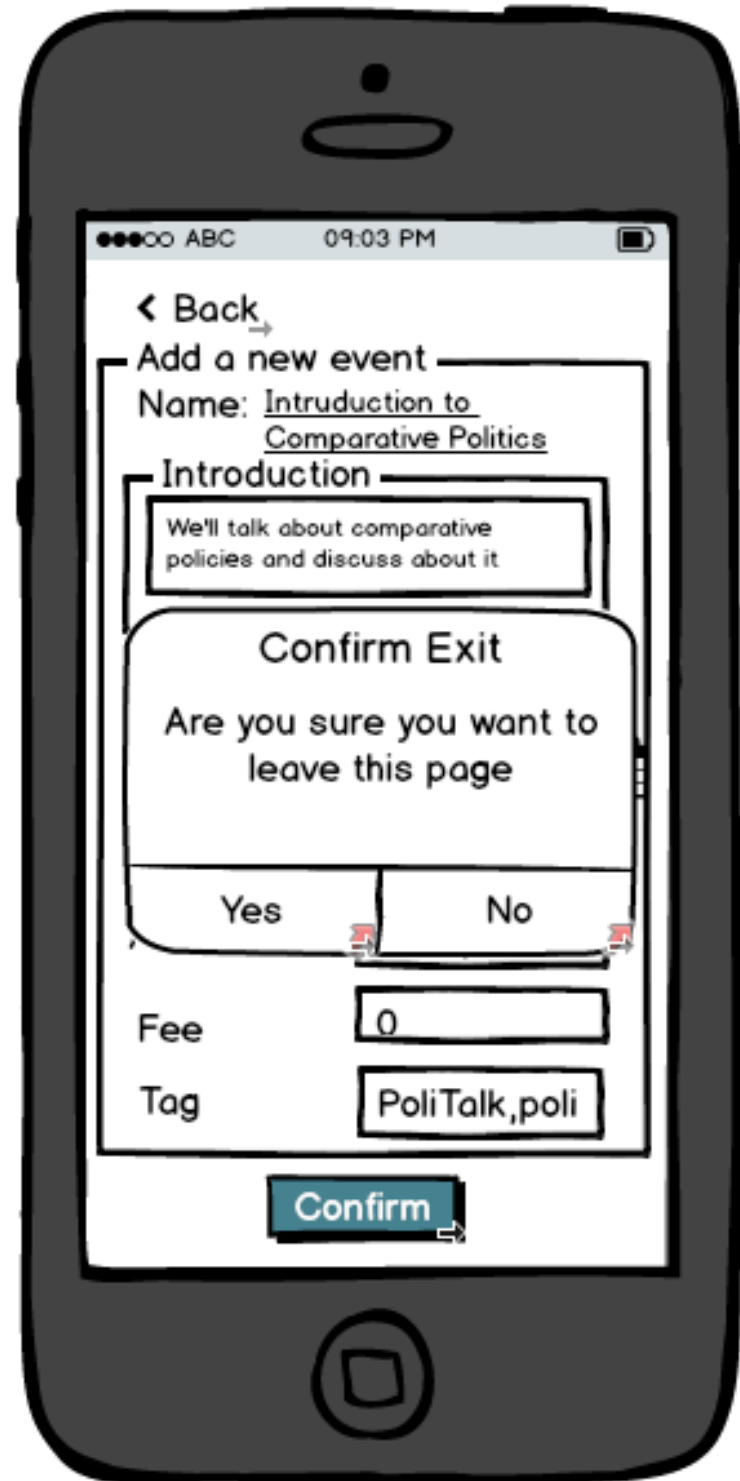 ABC 09:03 PM
< Back
Add a new event
Name: Intruduction to
Comparative Politics
Introduction
We'll talk about comparative
policies and discuss about it
Confirm Exit
Are you sure you want to
leave this page
Yes No
Fee 0
Tag PoliTalk,poli
Confirm